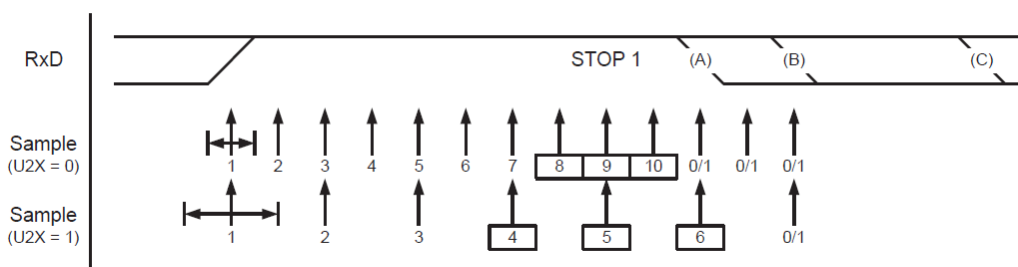 RxD STOP 1 (A) (B) (C)
Sample
(U2X = 0)
1 2 3 4 5 6 7 8 9 10 0/1 0/1 0/1
Sample
(U2X = 1)
1 2 3 4 5 6 0/1